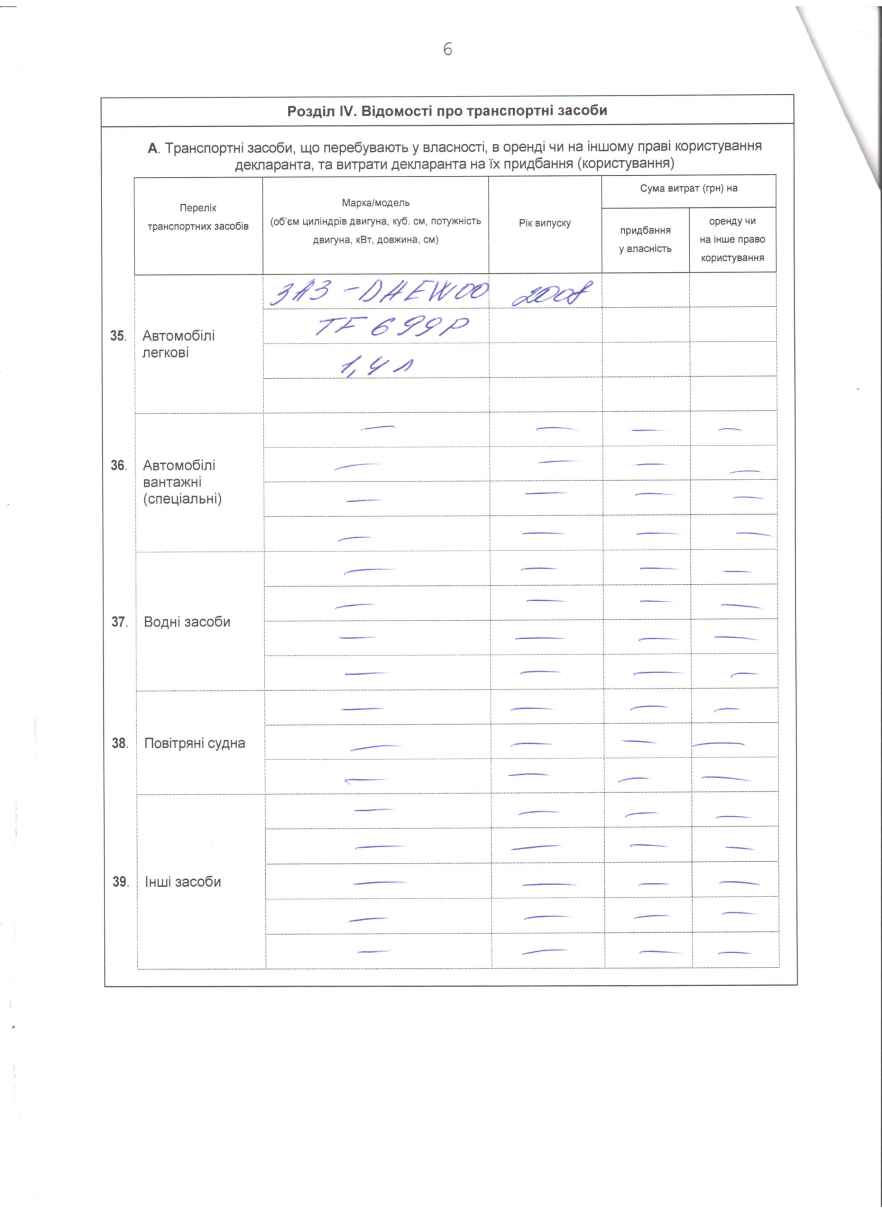 6
Розділ IV. Відомості про транспортні засоби
А. Транспортні засоби, що перебувають у власності, в оренді чи на іншому праві користування
декларанта, та витрати декларанта на їх придбання (користування)
Перелік
транспортних засобів
Марка/модель
(об'єм циліндрів двигуна, куб. см, потужність
двигуна, кВт, довжина, см)
Рік випуску
Сума витрат (грн) на
придбання
у власність
оренду чи
на інше право
користування
35. Автомобілі
легкові
ЗАЗ - DAEWOO 2008
TF 699P
1,4 л
36. Автомобілі
вантажні
(спеціальні)
37. Водні засоби
38. Повітряні судна
39. Інші засоби